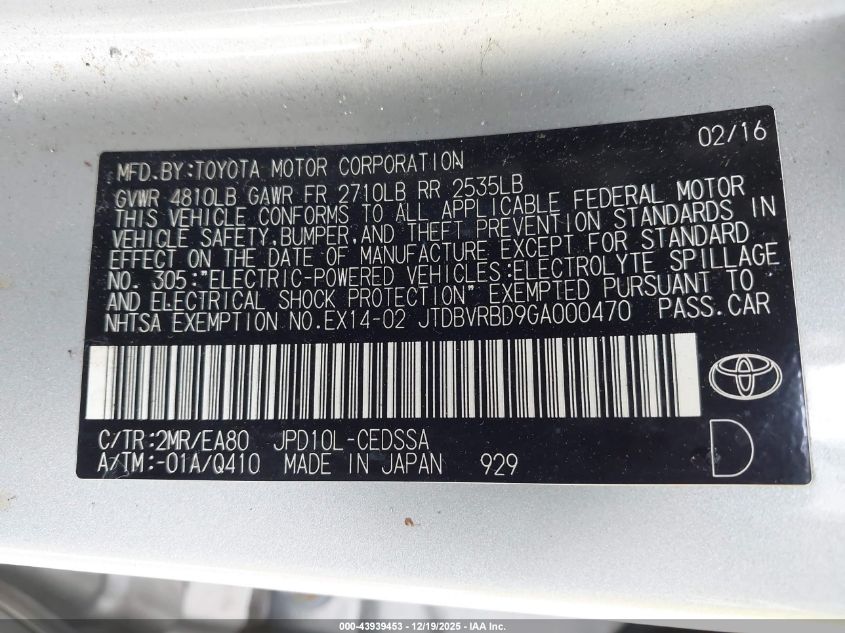 02/16
MFD.BY:TOYOTA MOTOR CORPORATION
GVWR 4810LB GAWR FR 2710LB RR 2535LB
THIS VEHICLE CONFORMS TO ALL APPLICABLE FEDERAL MOTOR
VEHICLE SAFETY,BUMPER,AND THEFT PREVENTION STANDARDS IN
EFFECT ON THE DATE OF MANUFACTURE EXCEPT FOR STANDARD
NO. 305:"ELECTRIC-POWERED VEHICLES:ELECTROLYTE SPILLAGE
AND ELECTRICAL SHOCK PROTECTION" EXEMPTED PURSUANT TO
NHTSA EXEMPTION NO.EX14-02 JTDBVRBD9GA000470 PASS.CAR
C/TR:2MR/EA80 JPD10L-CEDSSA
A/TM:-01A/Q410 MADE IN JAPAN 929
D
000-43939453 - 12/19/2025 - IAA Inc.